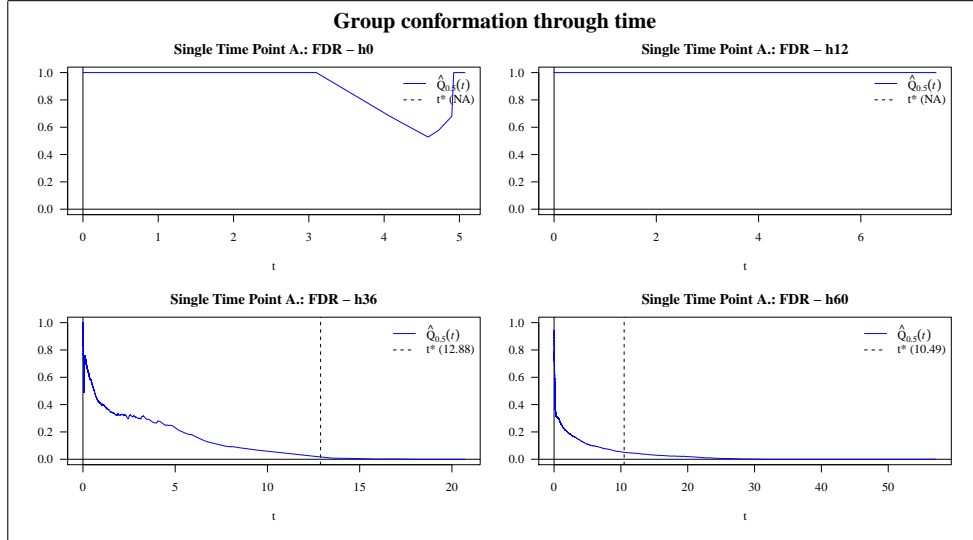 Group conformation through time
Single Time Point A.: FDR – h0
1.0
0.8
0.6
0.4
0.2
0.0
Q̂0.5(t)
t* (NA)
0 1 2 3 4 5
t
Single Time Point A.: FDR – h12
1.0
0.8
0.6
0.4
0.2
0.0
Q̂0.5(t)
t* (NA)
0 2 4 6
t
Single Time Point A.: FDR – h36
1.0
0.8
0.6
0.4
0.2
0.0
Q̂0.5(t)
t* (12.88)
0 5 10 15 20
t
Single Time Point A.: FDR – h60
1.0
0.8
0.6
0.4
0.2
0.0
Q̂0.5(t)
t* (10.49)
0 10 20 30 40 50
t